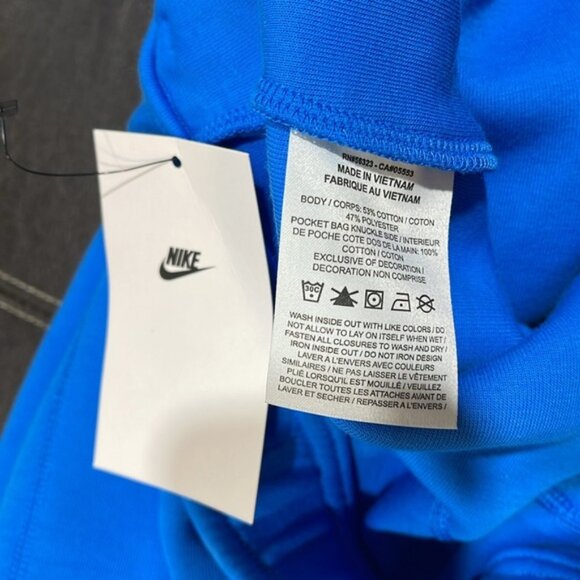 NIKE
RN#56323 - CA#05553
MADE IN VIETNAM
FABRIQUE AU VIETNAM
BODY / CORPS: 53% COTTON / COTON
47% POLYESTER
POCKET BAG KNUCKLE SIDE / INTERIEUR
DE POCHE COTE DOS DE LA MAIN: 100%
COTTON / COTON
EXCLUSIVE OF DECORATION /
DECORATION NON COMPRISE
30C
WASH INSIDE OUT WITH LIKE COLORS / DO
NOT ALLOW TO LAY ON ITSELF WHEN WET /
FASTEN ALL CLOSURES TO WASH AND DRY /
IRON INSIDE OUT / DO NOT IRON DESIGN
LAVER A L'ENVERS AVEC COULEURS
SIMILAIRES / NE PAS LAISSER LE VÊTEMENT
PLIÉ LORSQU'IL EST MOUILLÉ / VEUILLEZ
BOUCLER TOUTES LES ATTACHES AVANT DE
LAVER ET SECHER / REPASSER A L'ENVERS /